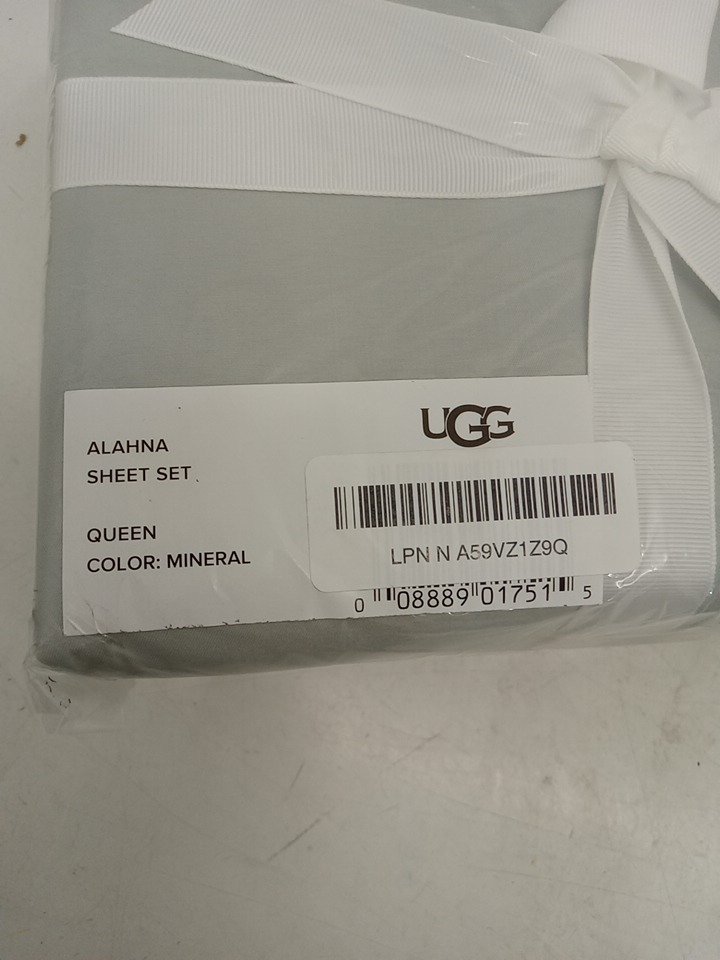 UGG
ALAHNA
SHEET SET
QUEEN
COLOR: MINERAL
LPN N A59VZ1Z9Q
0 08889 01751 5